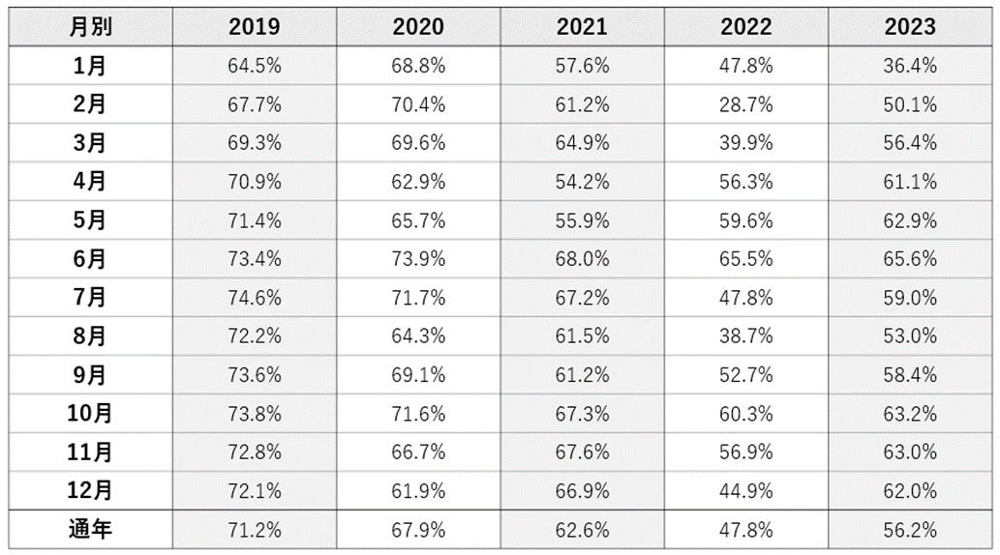 月別 2019 2020 2021 2022 2023
1月 64.5% 68.8% 57.6% 47.8% 36.4%
2月 67.7% 70.4% 61.2% 28.7% 50.1%
3月 69.3% 69.6% 64.9% 39.9% 56.4%
4月 70.9% 62.9% 54.2% 56.3% 61.1%
5月 71.4% 65.7% 55.9% 59.6% 62.9%
6月 73.4% 73.9% 68.0% 65.5% 65.6%
7月 74.6% 71.7% 67.2% 47.8% 59.0%
8月 72.2% 64.3% 61.5% 38.7% 53.0%
9月 73.6% 69.1% 61.2% 52.7% 58.4%
10月 73.8% 71.6% 67.3% 60.3% 63.2%
11月 72.8% 66.7% 67.6% 56.9% 63.0%
12月 72.1% 61.9% 66.9% 44.9% 62.0%
通年 71.2% 67.9% 62.6% 47.8% 56.2%